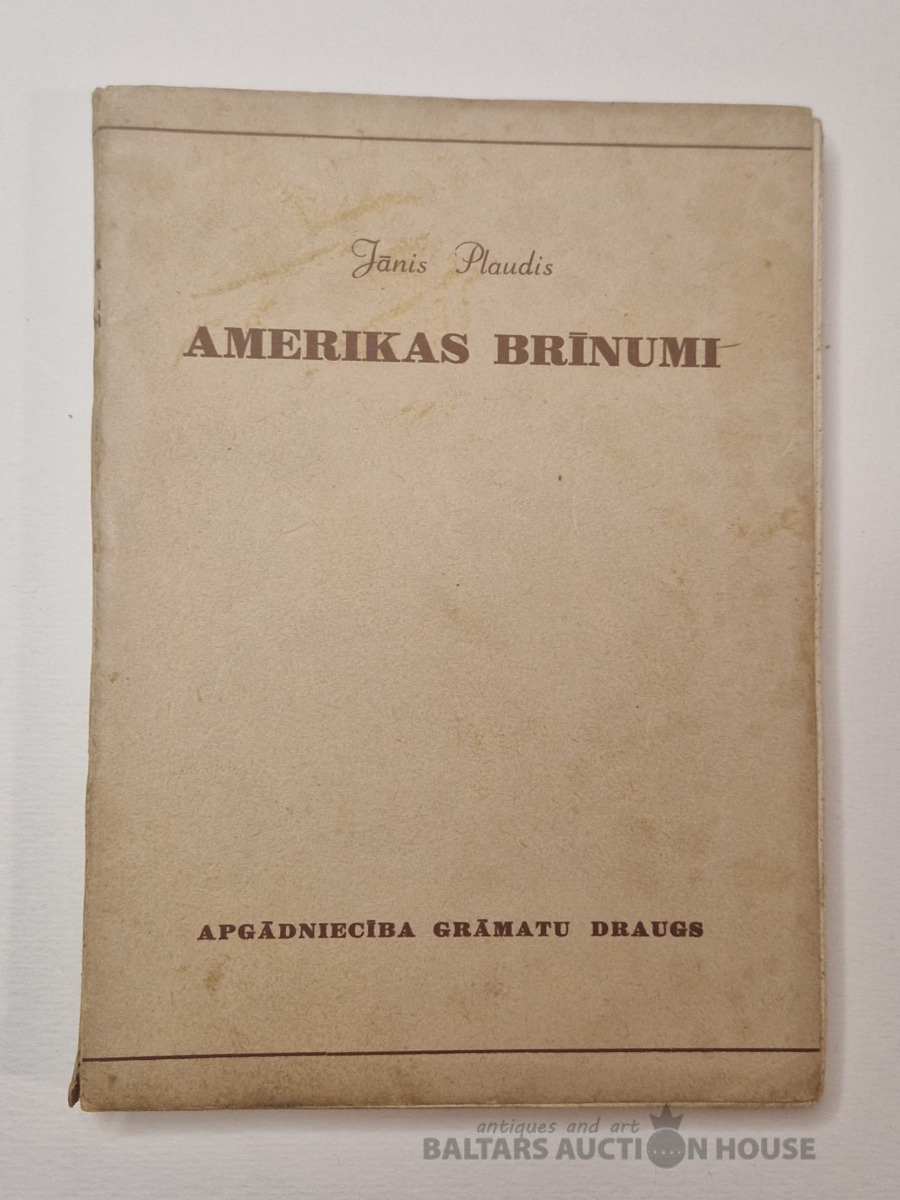 Jānis Plaudis
AMERIKAS BRĪNUMI
APGĀDNIECĪBA GRĀMATU DRAUGS
antiques and art
BALTARS AUCTION HOUSE